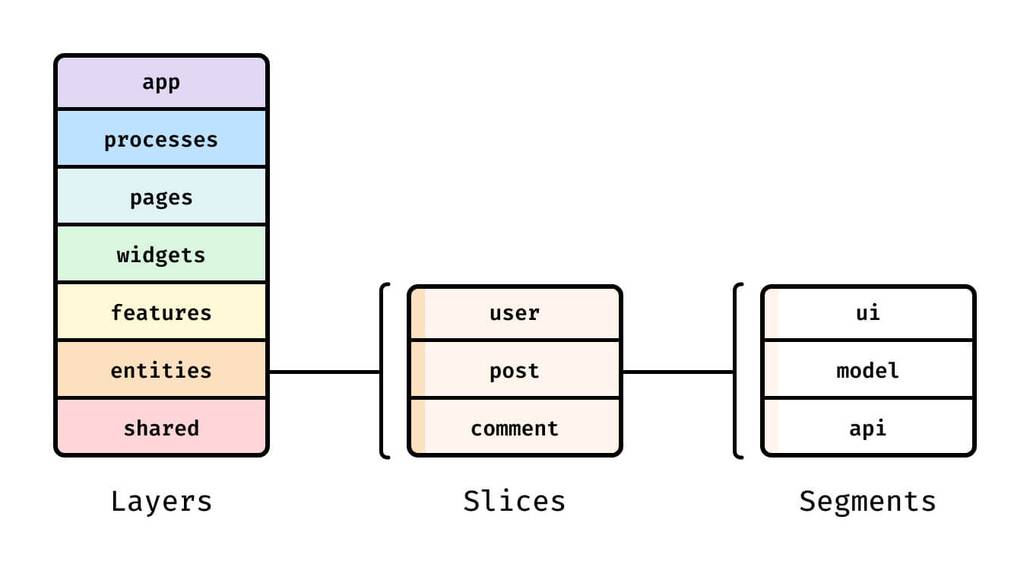 app
processes
pages
widgets
features
entities
shared
Layers
user
post
comment
Slices
ui
model
api
Segments